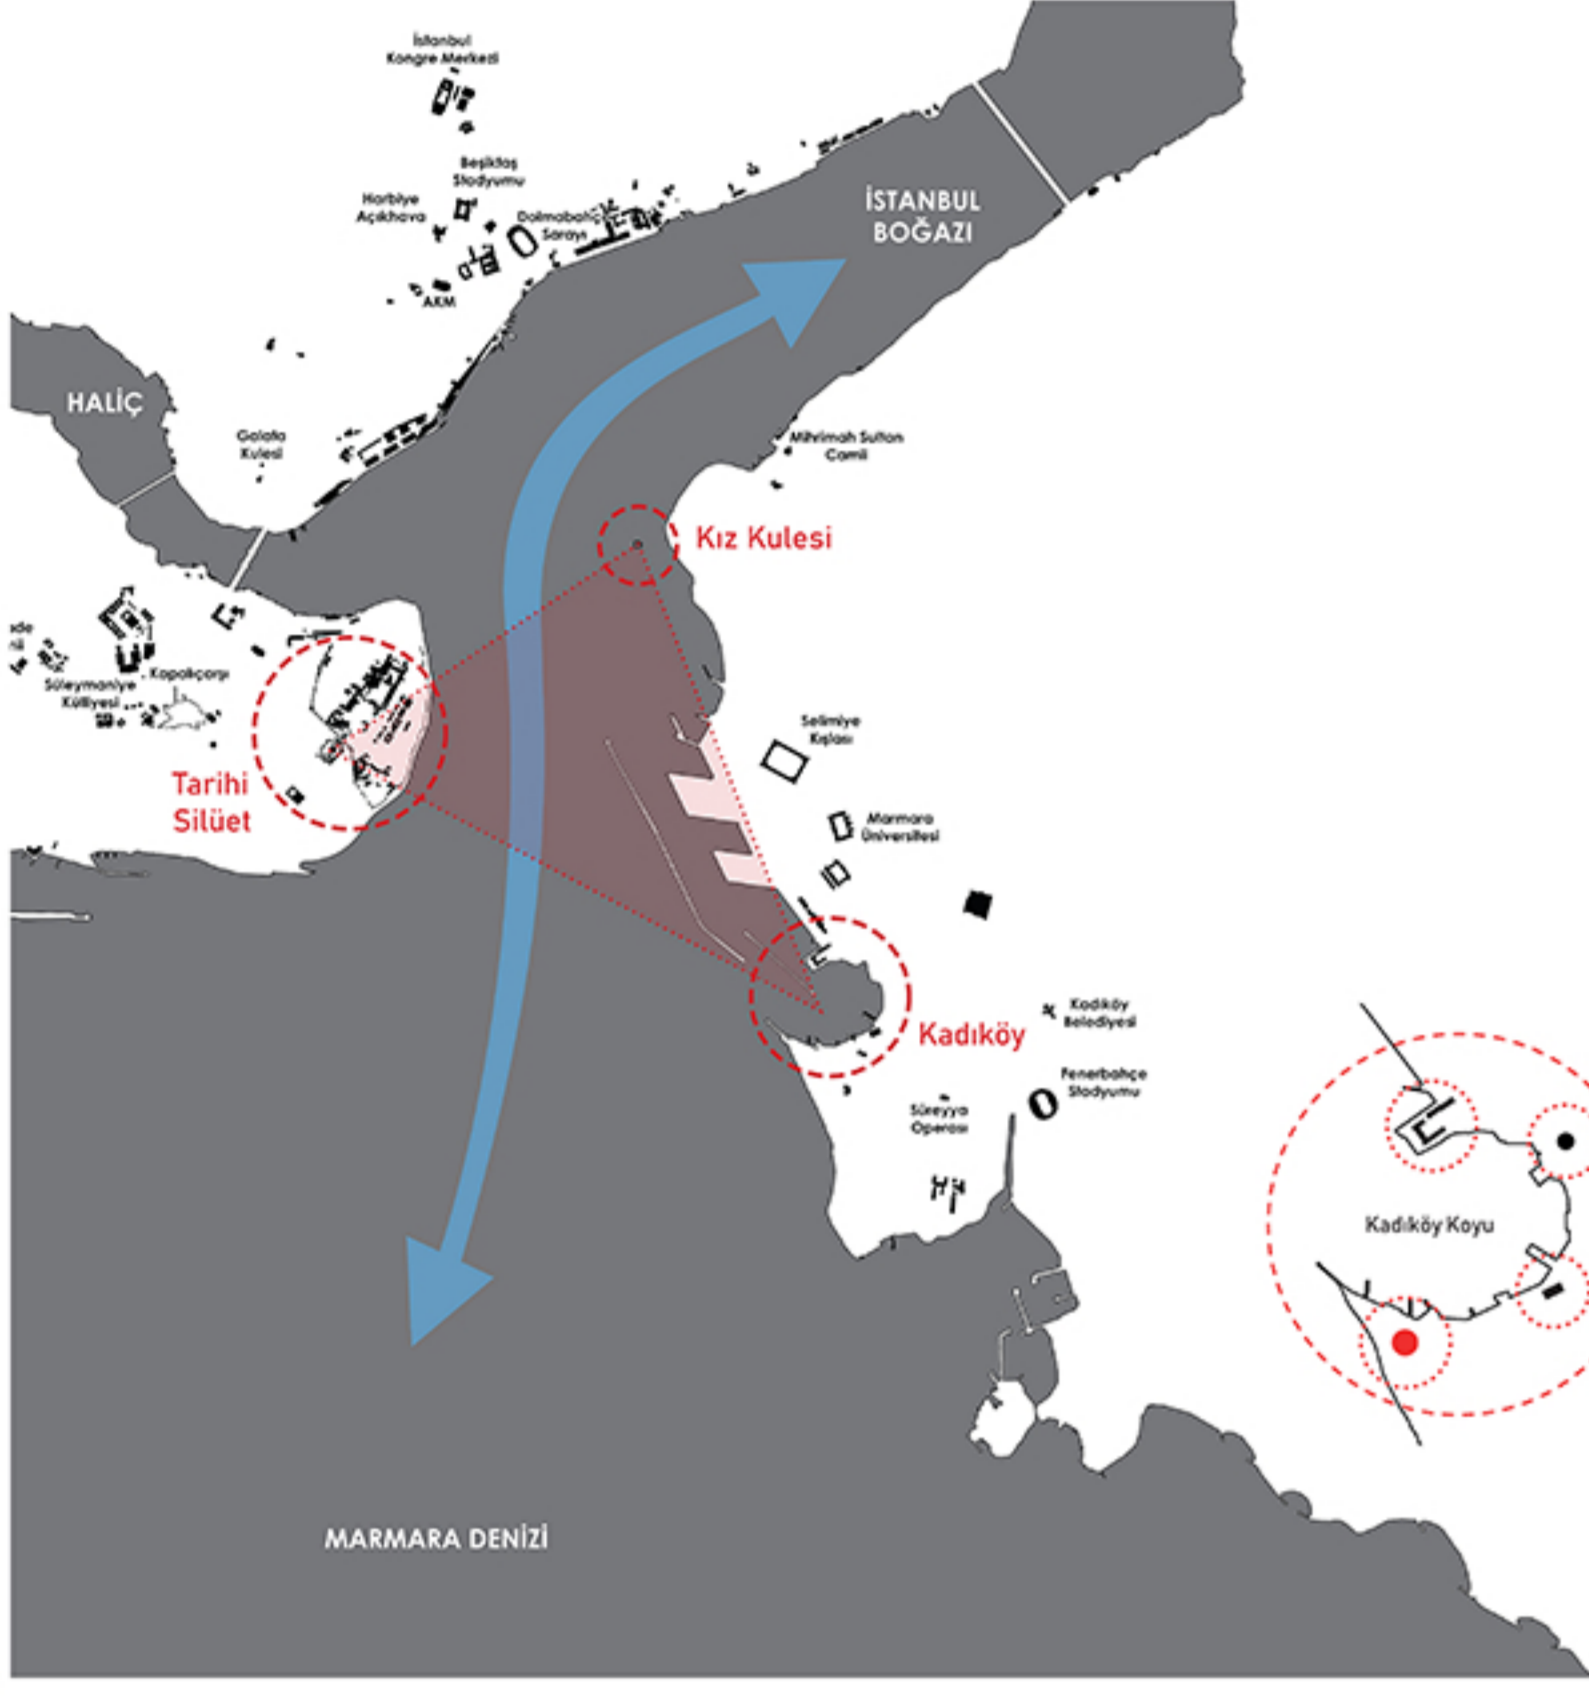 İstanbul
Kongre Merkezi
Beşiktaş
Stadyumu
Harbiye
Açıkhava
Dolmabahçe
Sarayı
AKM
İSTANBUL
BOĞAZI
HALİÇ
Galata
Kulesi
Mihrimah Sultan
Camii
Kız Kulesi
Kapalıçarşı
Süleymaniye
Külliyesi
Tarihi
Silüet
Selimiye
Kışlası
Marmara
Üniversitesi
Kadıköy
Kadıköy
Belediyesi
Fenerbahçe
Stadyumu
Süreyya
Operası
Kadıköy Koyu
MARMARA DENİZİ